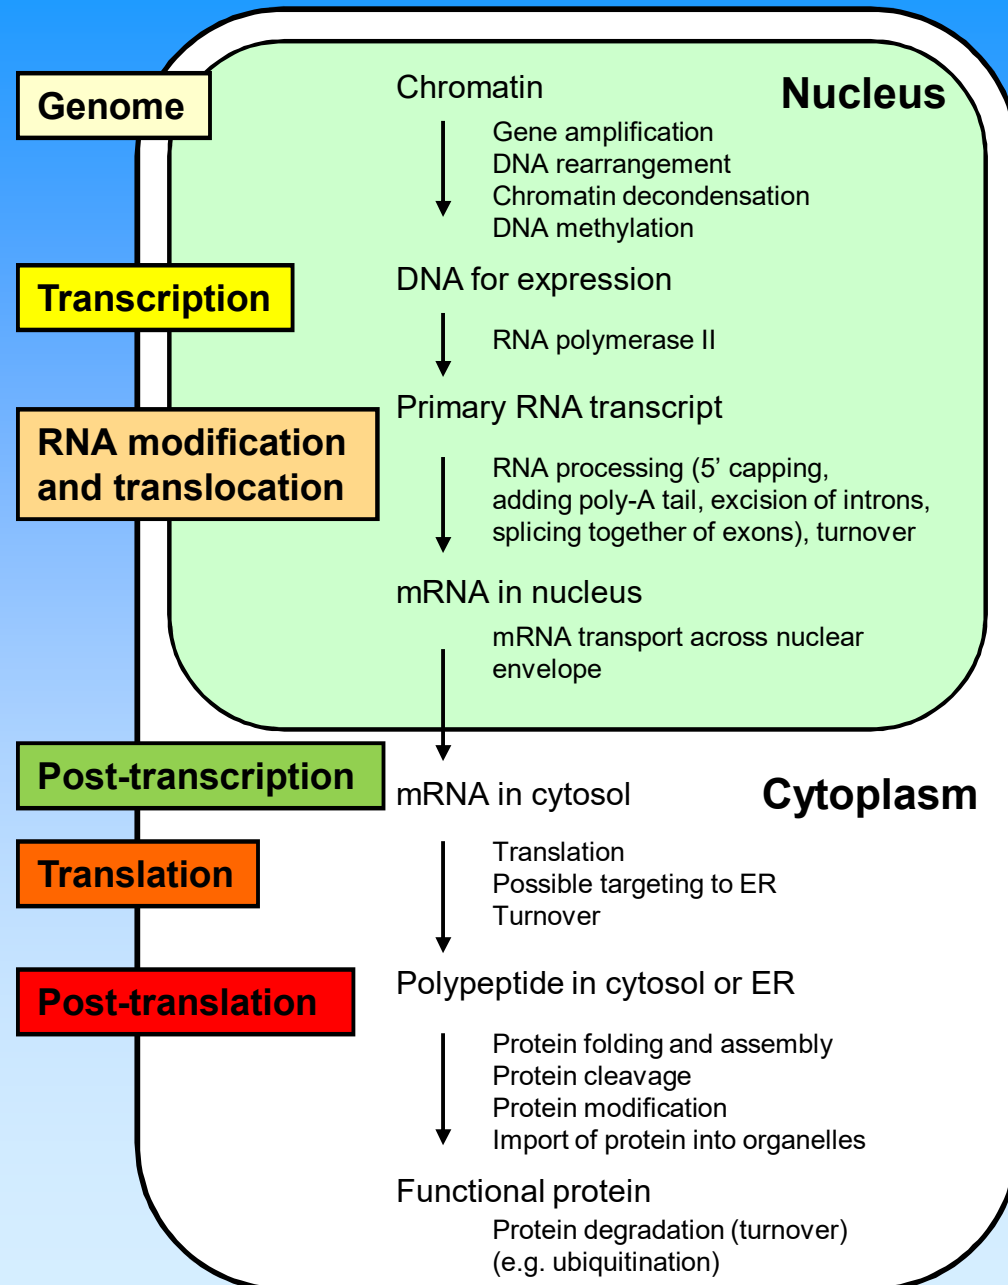 Genome
Chromatin
Nucleus
Gene amplification
DNA rearrangement
Chromatin decondensation
DNA methylation
Transcription
DNA for expression
RNA polymerase II
RNA modification
and translocation
Primary RNA transcript
RNA processing (5’ capping,
adding poly-A tail, excision of introns,
splicing together of exons), turnover
mRNA in nucleus
mRNA transport across nuclear
envelope
Post-transcription
mRNA in cytosol
Cytoplasm
Translation
Translation
Possible targeting to ER
Turnover
Post-translation
Polypeptide in cytosol or ER
Protein folding and assembly
Protein cleavage
Protein modification
Import of protein into organelles
Functional protein
Protein degradation (turnover)
(e.g. ubiquitination)